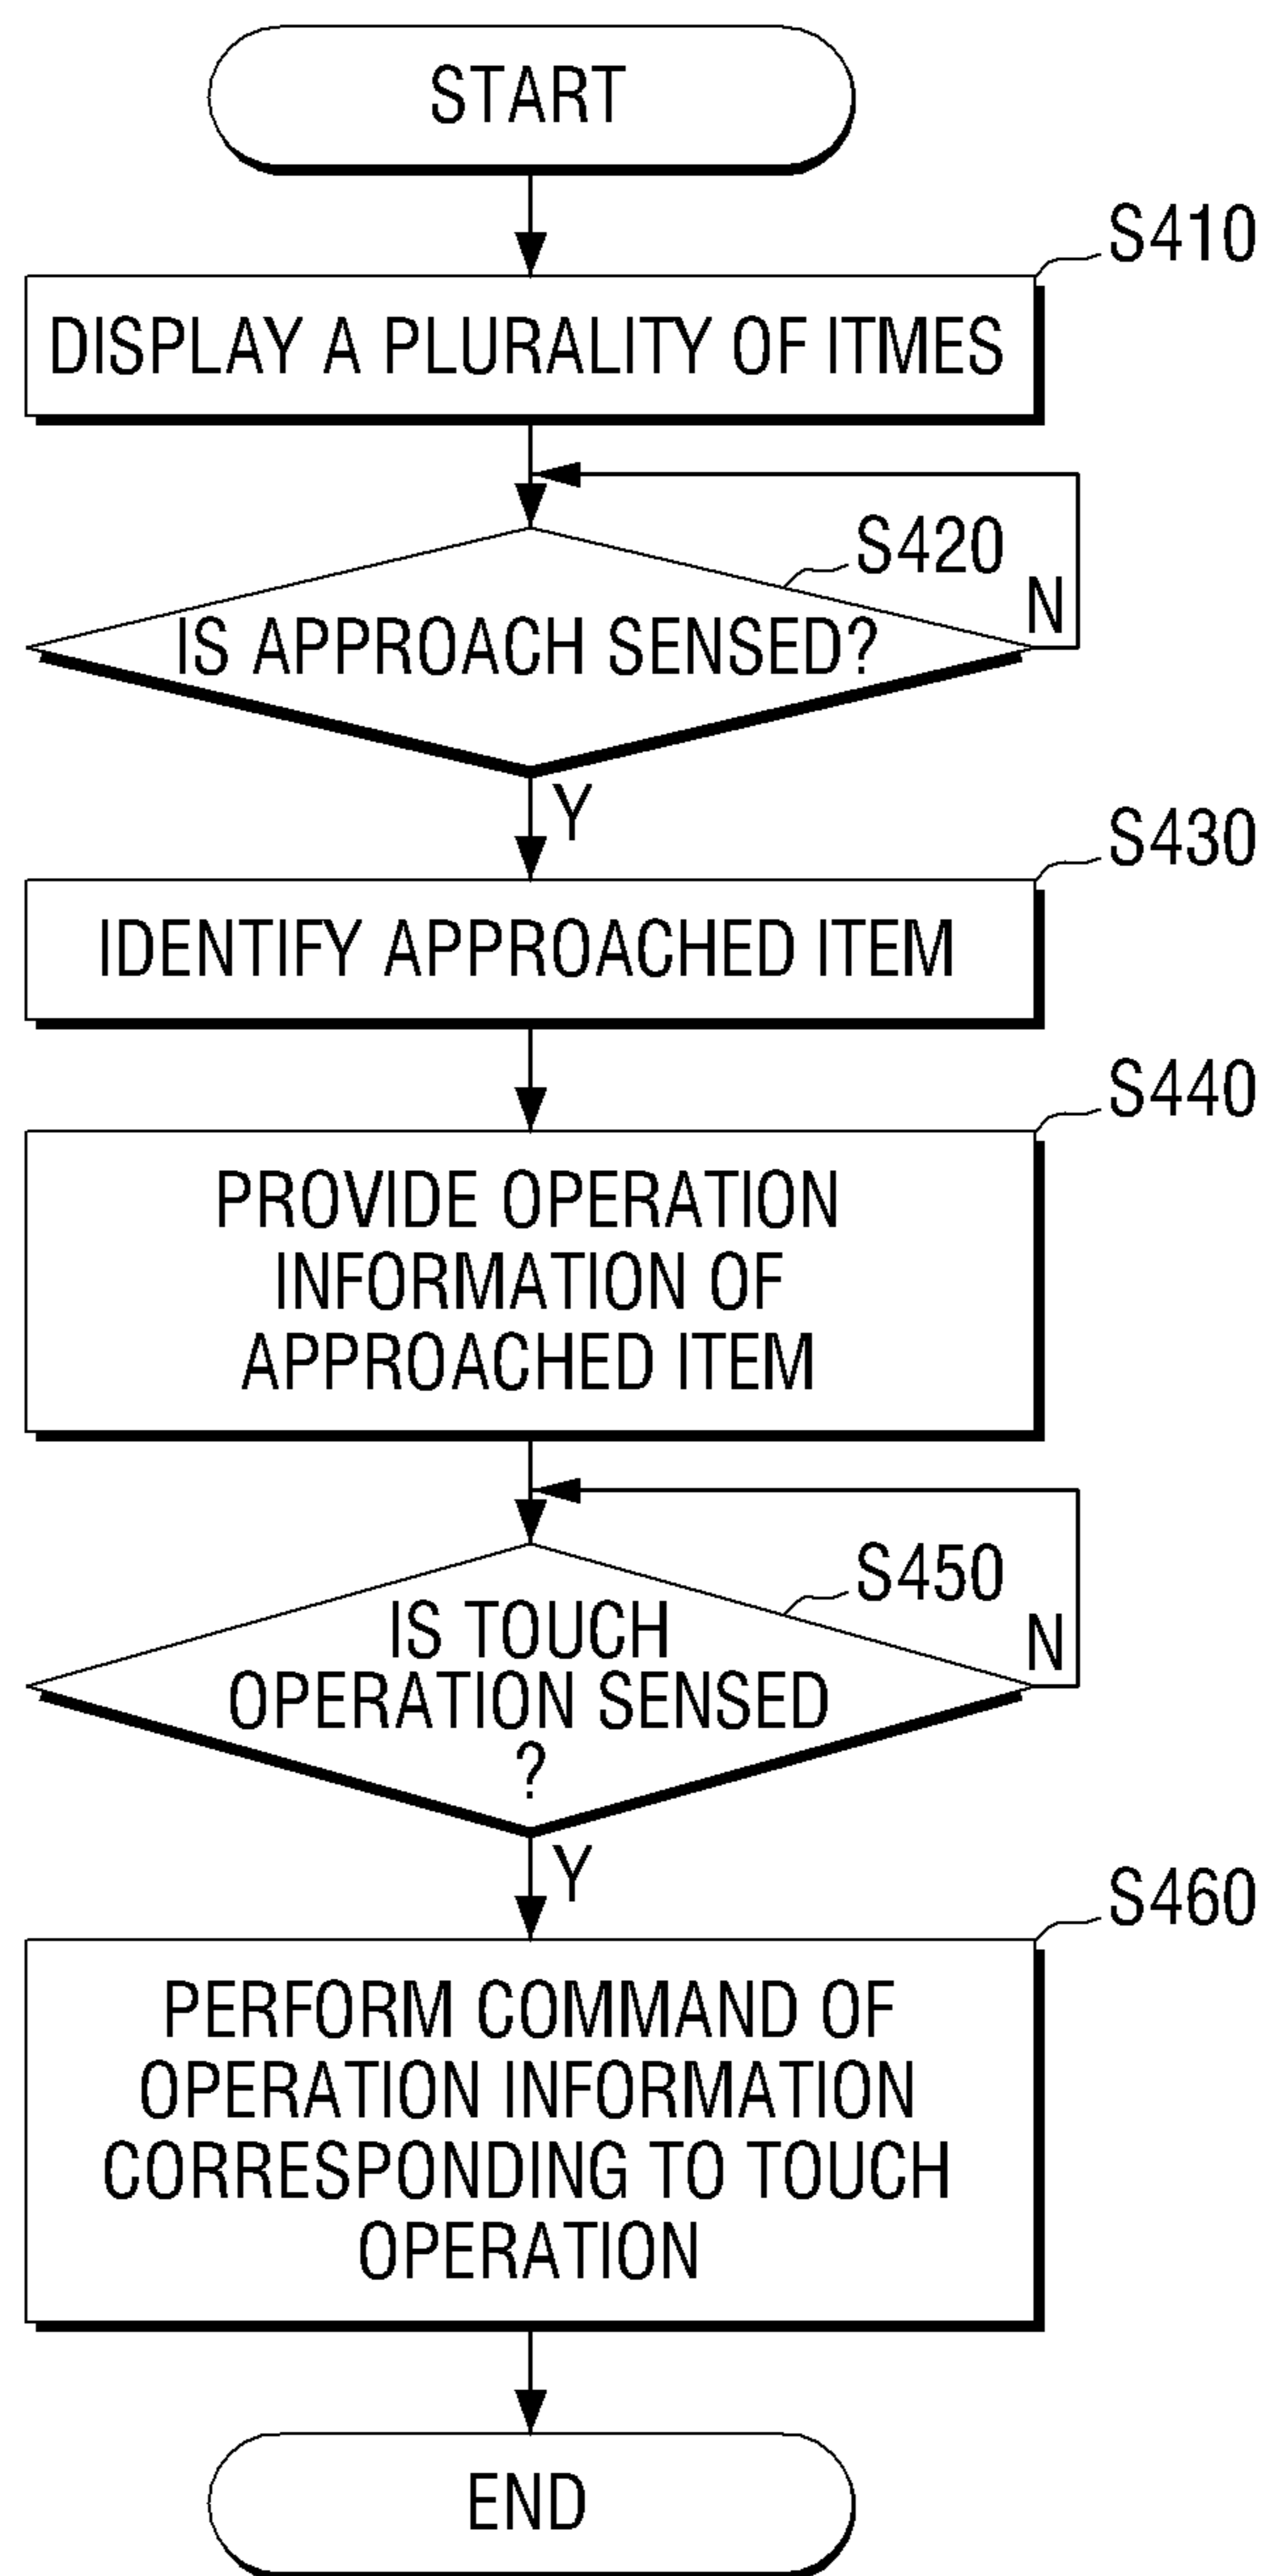 START
S410
DISPLAY A PLURALITY OF ITMES
S420
N
IS APPROACH SENSED?
Y
S430
IDENTIFY APPROACHED ITEM
S440
PROVIDE OPERATION
INFORMATION OF
APPROACHED ITEM
S450
N
IS TOUCH
OPERATION SENSED
?
Y
S460
PERFORM COMMAND OF
OPERATION INFORMATION
CORRESPONDING TO TOUCH
OPERATION
END